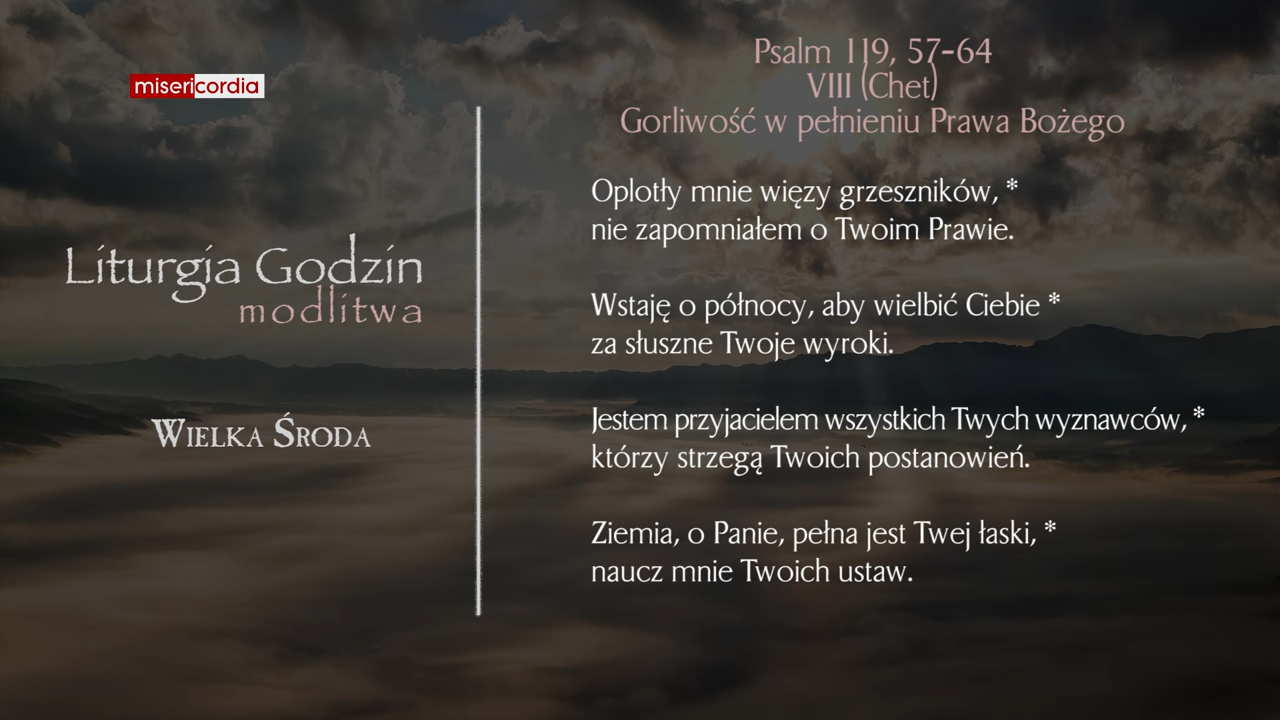 misericordia
Liturgia Godzin
modlitwa
Wielka Środa
Psalm 119, 57-64
VIII (Chet)
Gorliwość w pełnieniu Prawa Bożego
Oplotły mnie więzy grzeszników, *
nie zapomniałem o Twoim Prawie.
Wstaję o północy, aby wielbić Ciebie *
za słuszne Twoje wyroki.
Jestem przyjacielem wszystkich Twych wyznawców, *
którzy strzegą Twoich postanowień.
Ziemia, o Panie, pełna jest Twej łaski, *
naucz mnie Twoich ustaw.